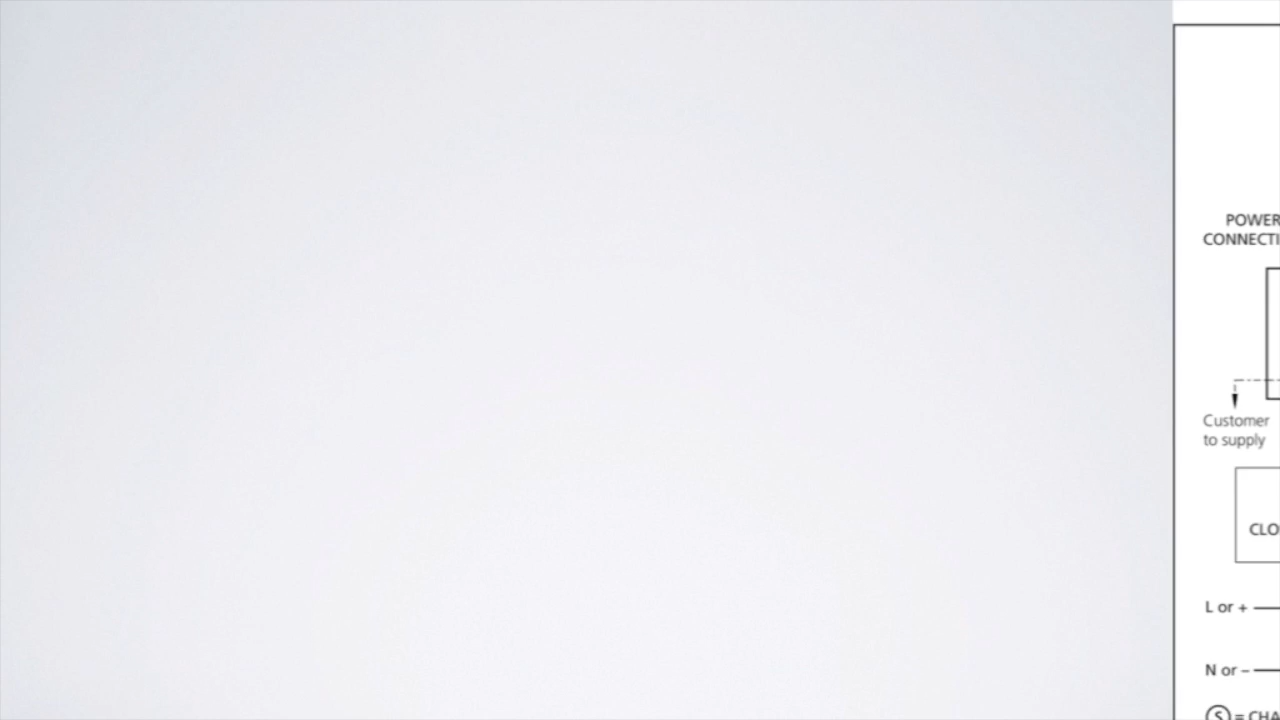 POWER
CONNECTI
Customer
to supply
CLO
L or +
N or –
S = CHA